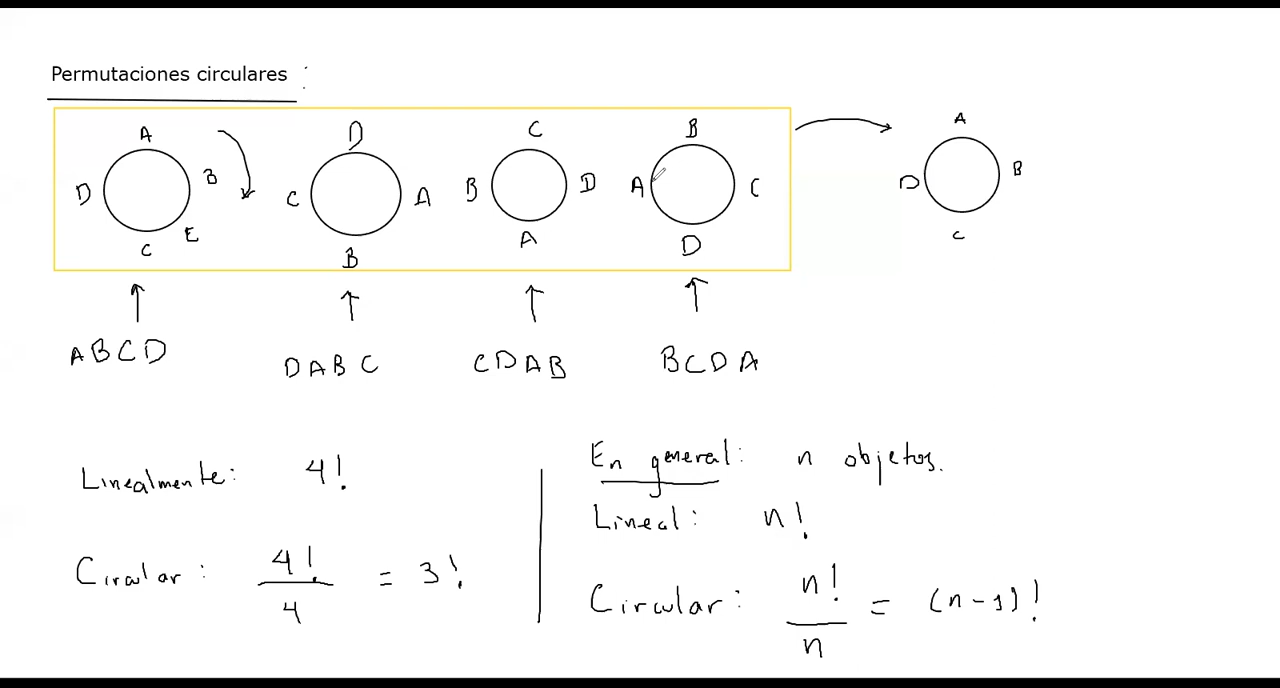 Permutaciones circulares :
A D B C E
D C A B
C B D A
B A C D
A D B C
ABCD DABC CDAB BCDA
Linealmente: 4!
Circular: 4!/4 = 3!
En general: n objetos.
Lineal: n!
Circular: n!/n = (n-1)!